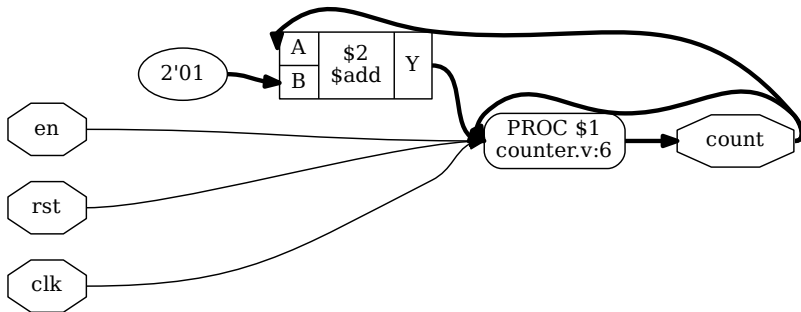 A
B
$2
$add
Y
2'01
en
PROC $1
counter.v:6
count
rst
clk